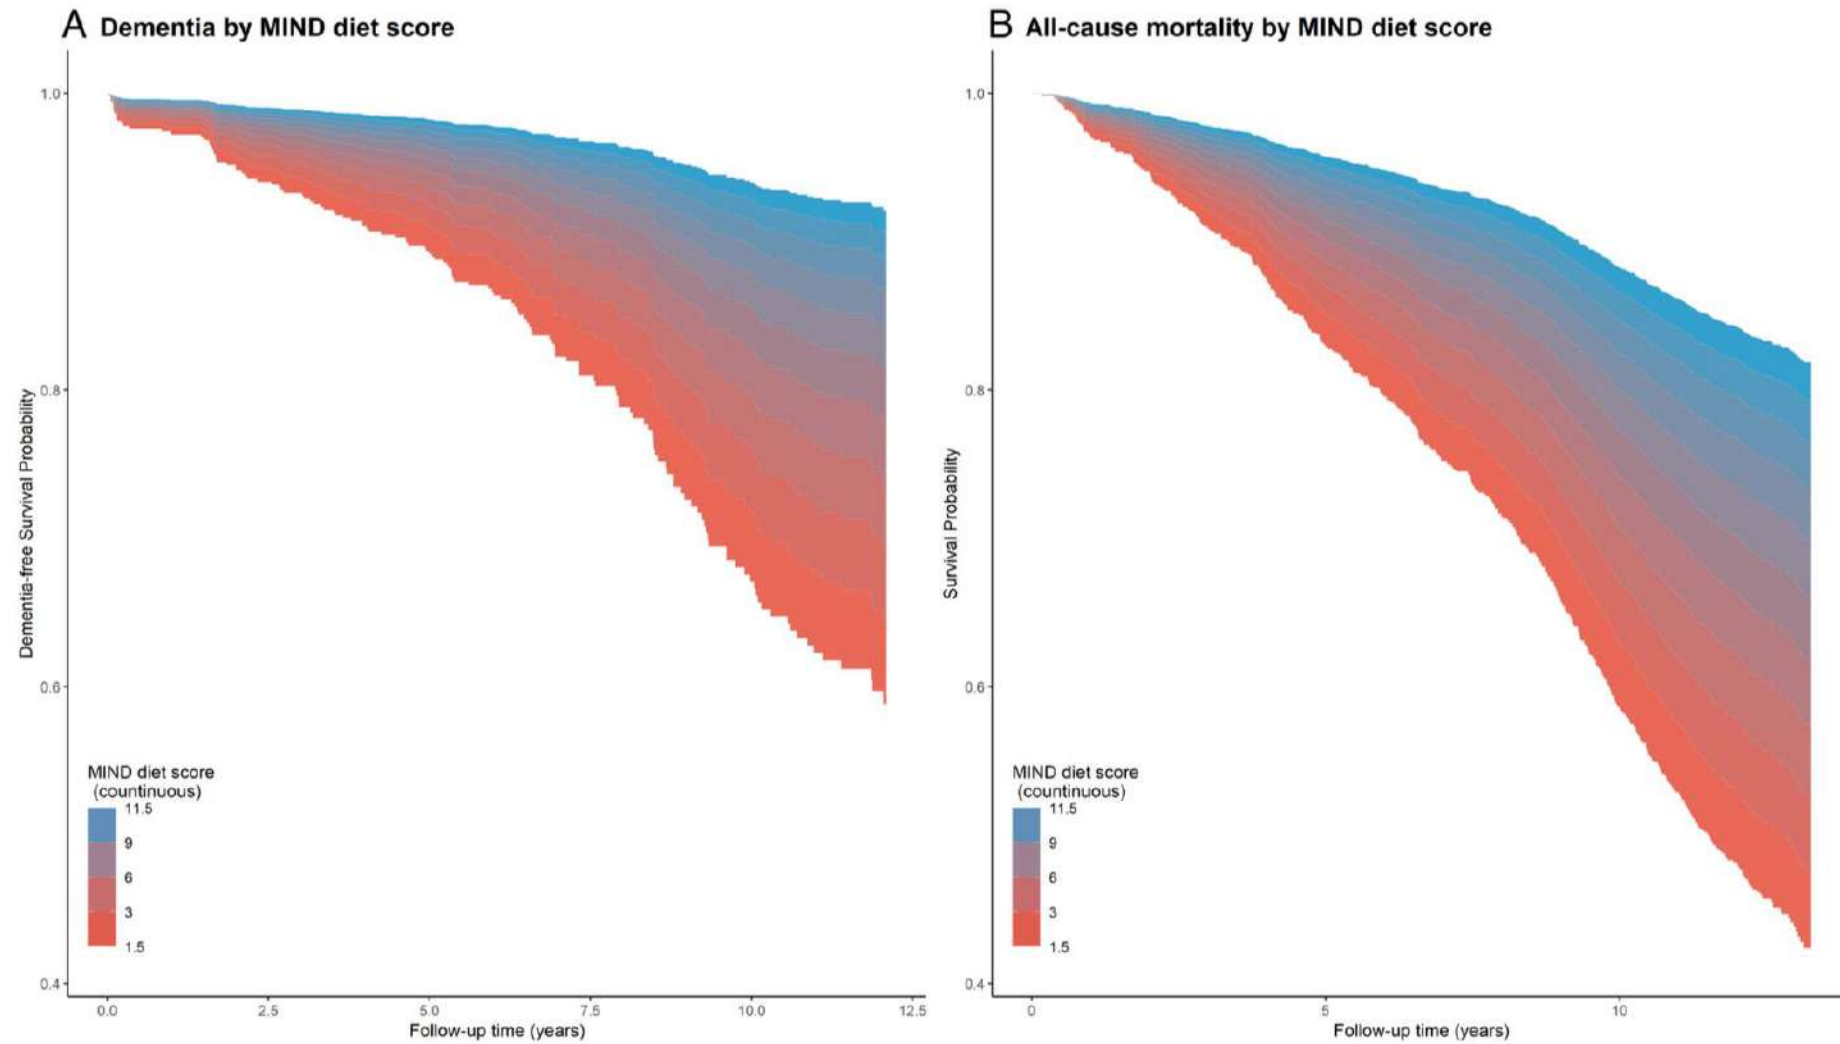 A Dementia by MIND diet score
1.0
0.8
0.6
0.4
Dementia-free Survival Probability
MIND diet score
(countinuous)
11.5
9
6
3
1.5
0.0 2.5 5.0 7.5 10.0 12.5
Follow-up time (years)
B All-cause mortality by MIND diet score
1.0
0.8
0.6
0.4
Survival Probability
MIND diet score
(countinuous)
11.5
9
6
3
1.5
0 5 10
Follow-up time (years)